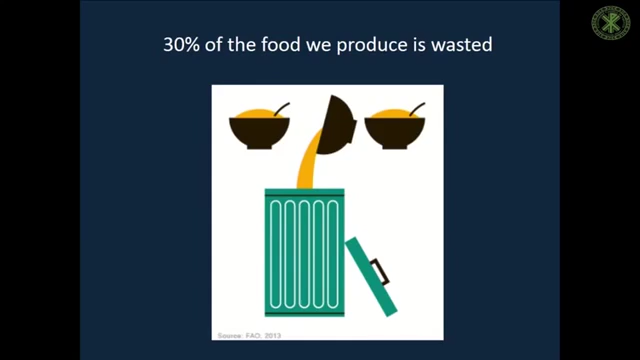 30% of the food we produce is wasted
Source: FAO: 2013